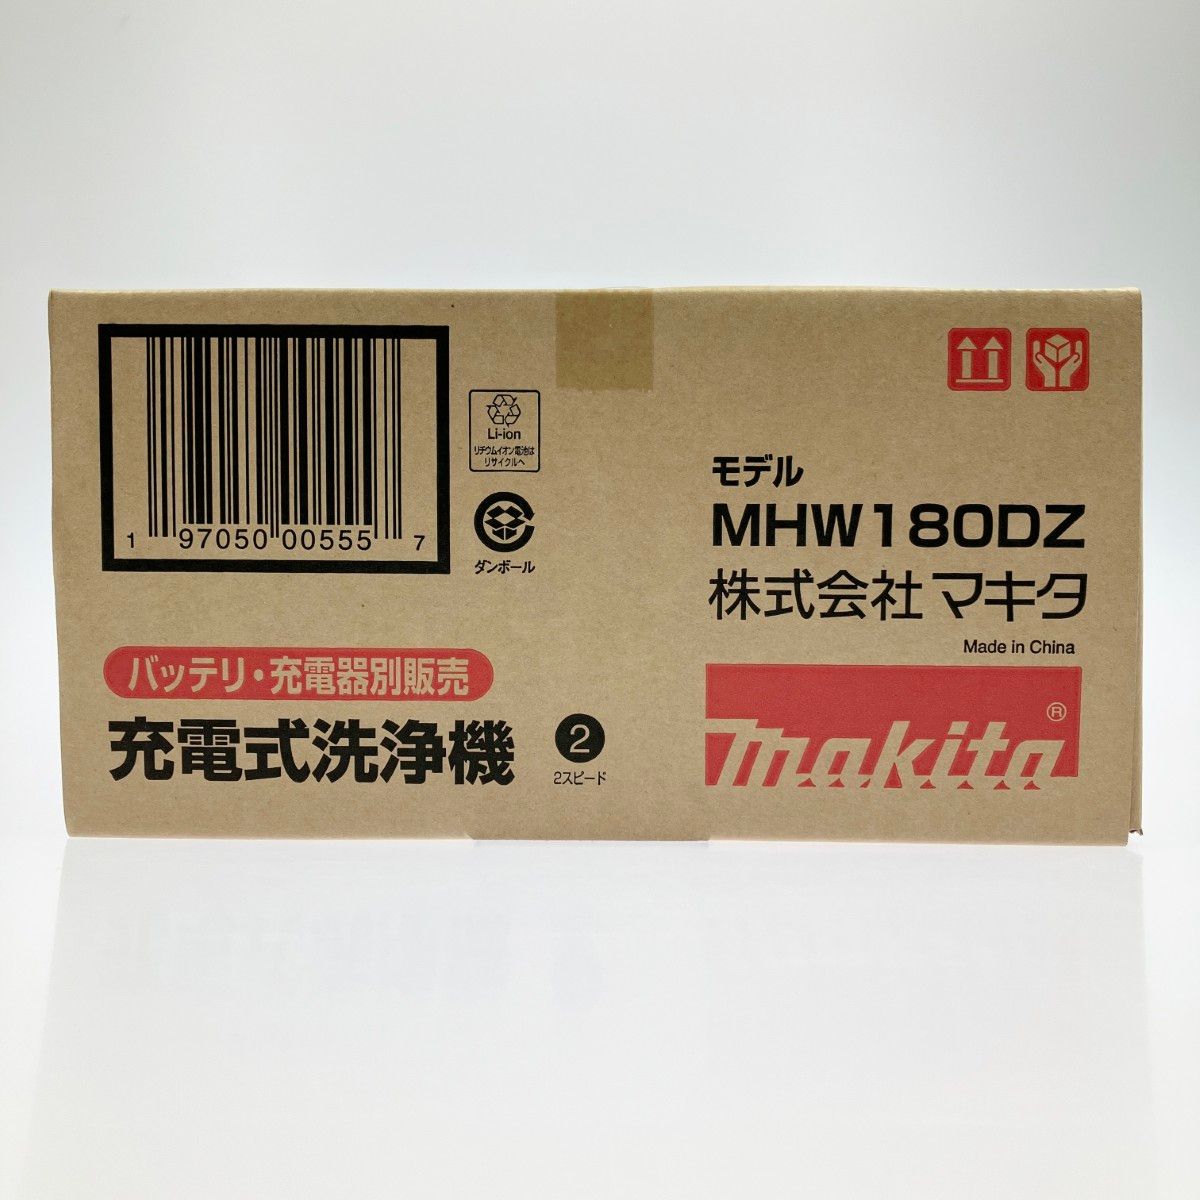 1 97050 00555 7
Li-ion
リチウムイオン電池は
リサイクルへ
ダンボール
バッテリ・充電器別販売
充電式洗浄機
2
2スピード
モデル
MHW180DZ
株式会社マキタ
Made in China
makita®